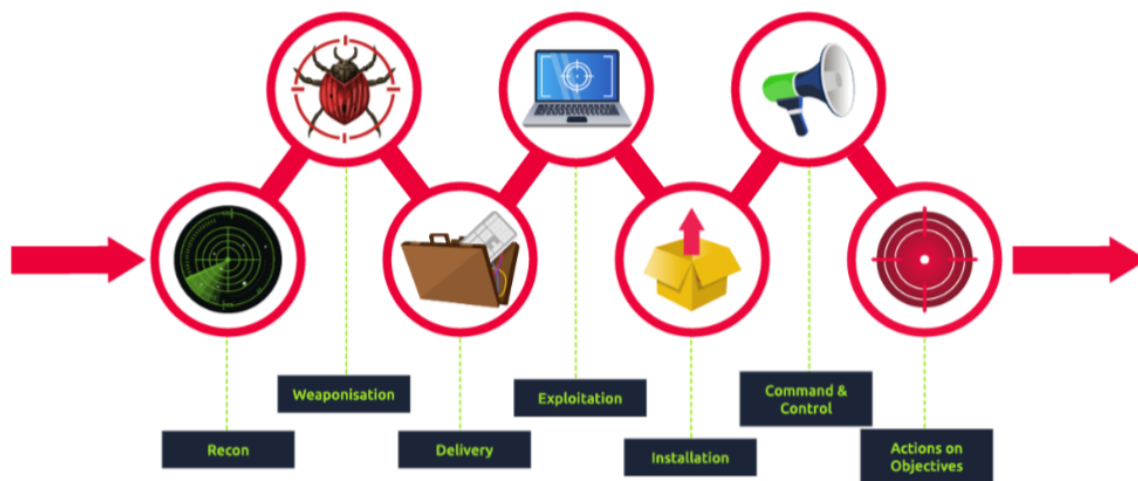 Recon
Weaponisation
Delivery
Exploitation
Installation
Command &
Control
Actions on
Objectives